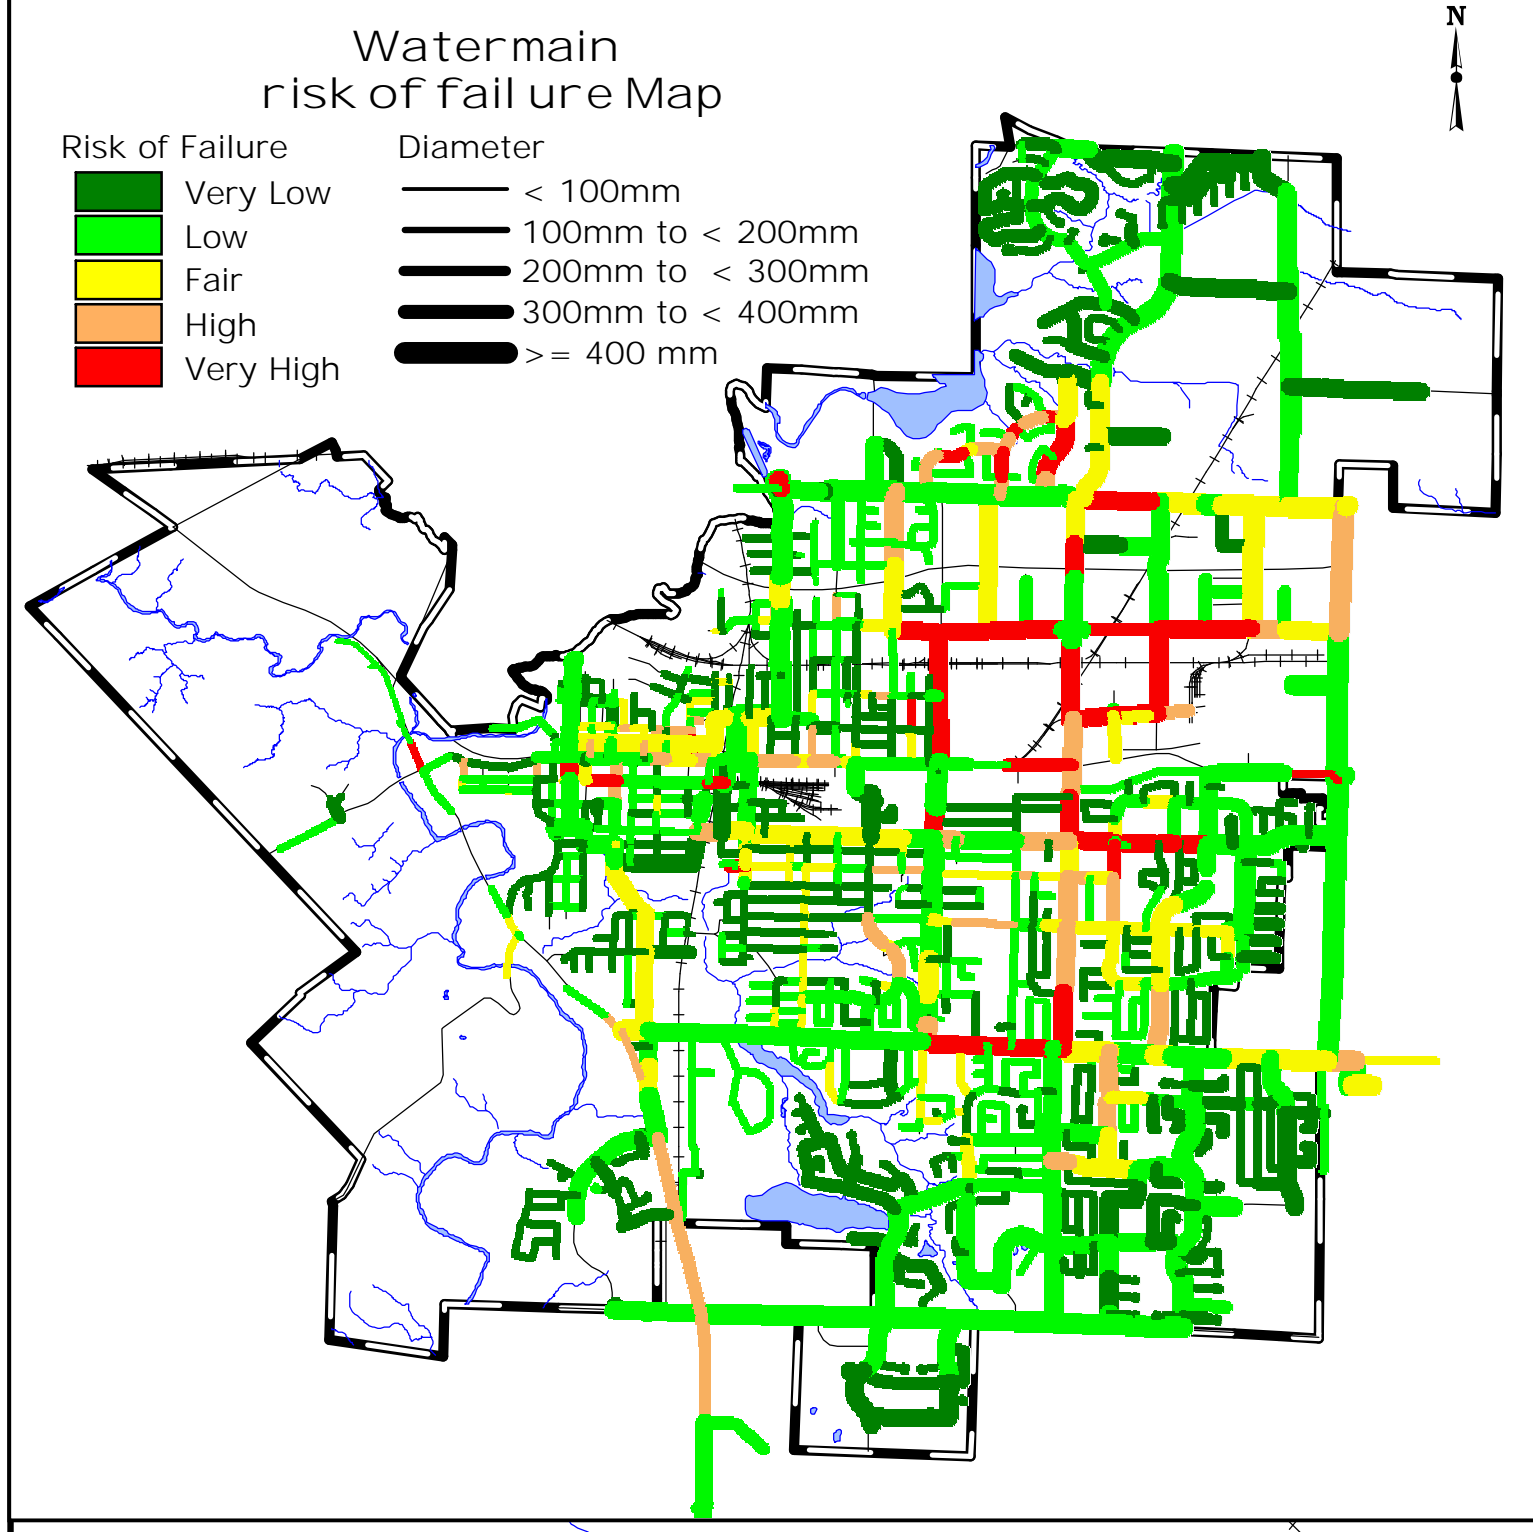 N
Watermain
risk of failure Map
Risk of Failure
Diameter
Very Low
< 100mm
Low
100mm to < 200mm
Fair
200mm to < 300mm
High
300mm to < 400mm
Very High
>= 400 mm